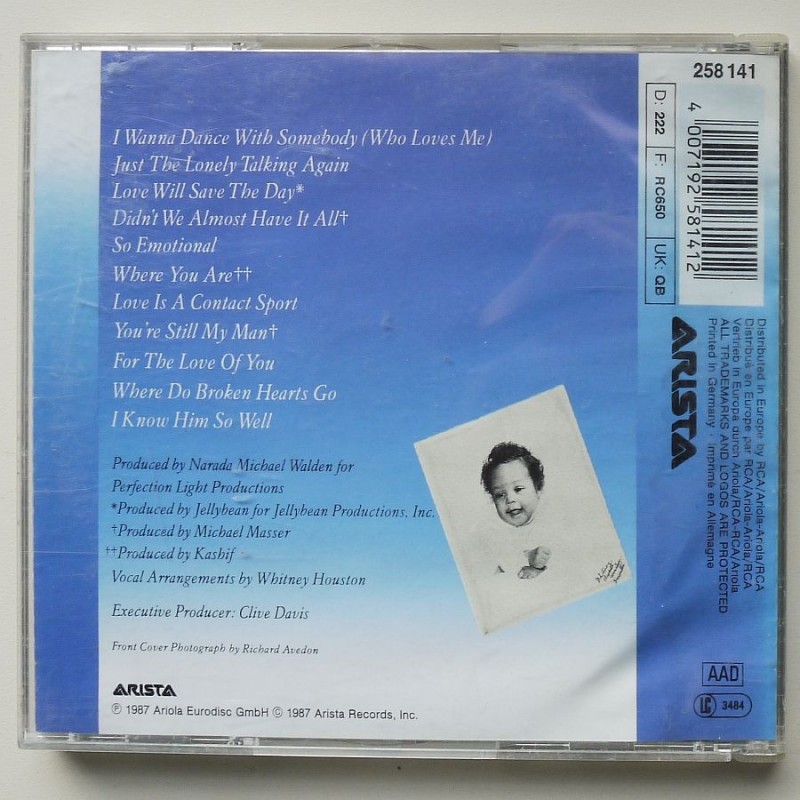 I Wanna Dance With Somebody (Who Loves Me)
Just The Lonely Talking Again
Love Will Save The Day*
Didn't We Almost Have It All†
So Emotional
Where You Are††
Love Is A Contact Sport
You're Still My Man†
For The Love Of You
Where Do Broken Hearts Go
I Know Him So Well
Produced by Narada Michael Walden for
Perfection Light Productions
*Produced by Jellybean for Jellybean Productions, Inc.
†Produced by Michael Masser
††Produced by Kashif
Vocal Arrangements by Whitney Houston
Executive Producer: Clive Davis
Front Cover Photograph by Richard Avedon
ARISTA
℗ 1987 Ariola Eurodisc GmbH © 1987 Arista Records, Inc.
258 141
4 007192 581412
D: 222
F: RC650
UK: QB
ARISTA
Distributed in Europe by RCA/Ariola-Ariola/RCA
Distribué en Europe par RCA/Ariola-Ariola/RCA
Vertrieb in Europa durch Ariola/RCA-RCA/Ariola
ALL TRADEMARKS AND LOGOS ARE PROTECTED
Printed in Germany · Imprimé en Allemagne
AAD
LC 3484